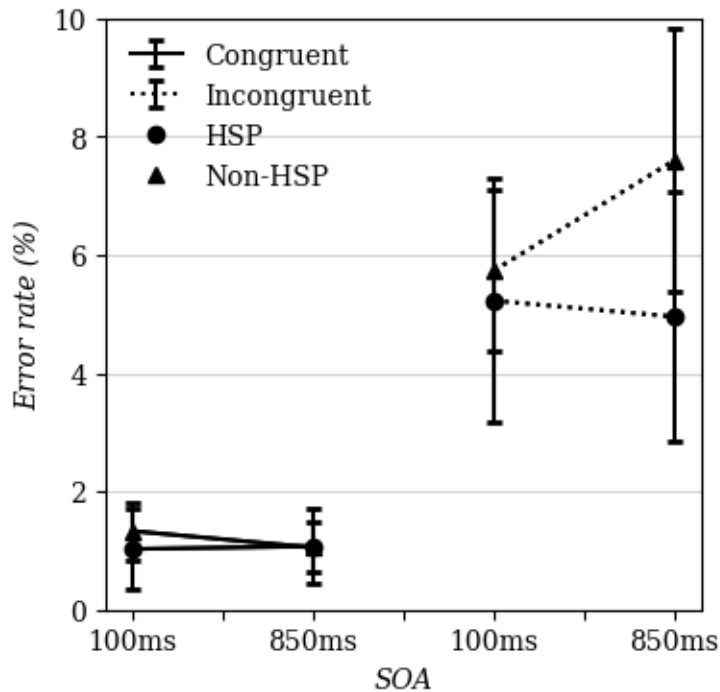 10
8
6
4
2
0
Error rate (%)
Congruent
Incongruent
HSP
Non-HSP
100ms 850ms 100ms 850ms
SOA